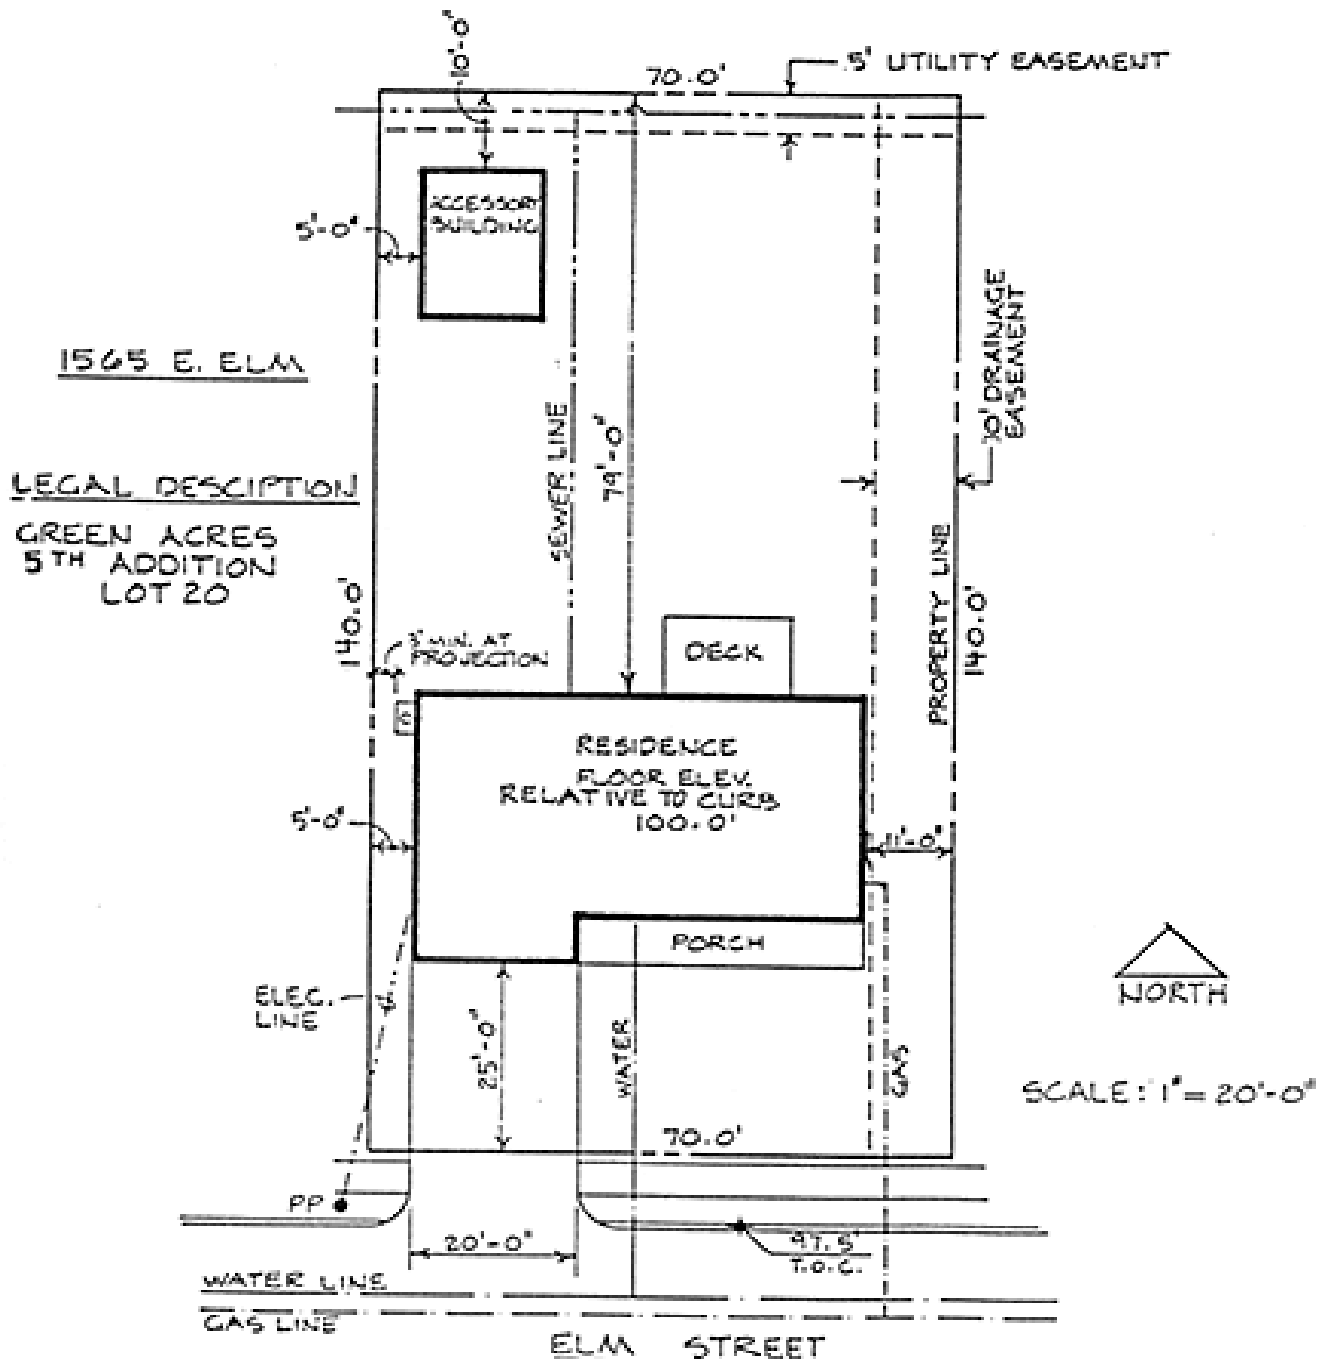 10'-0"
70.0'
5' UTILITY EASEMENT
ACCESSORY
BUILDING
5'-0"
10' DRAINAGE
EASEMENT
1565 E. ELM
SEWER LINE
79'-0"
LEGAL DESCIPTION
GREEN ACRES
5TH ADDITION
LOT 20
140.0'
3' MIN. AT
PROJECTION
DECK
PROPERTY LINE
140.0'
RESIDENCE
FLOOR ELEV.
RELATIVE TO CURB
100.0'
5'-0"
11'-0"
PORCH
NORTH
ELEC.
LINE
25'-0"
WATER
GAS
SCALE: 1" = 20'-0"
70.0'
PP
20'-0"
97.5'
T.O.C.
WATER LINE
GAS LINE
ELM STREET